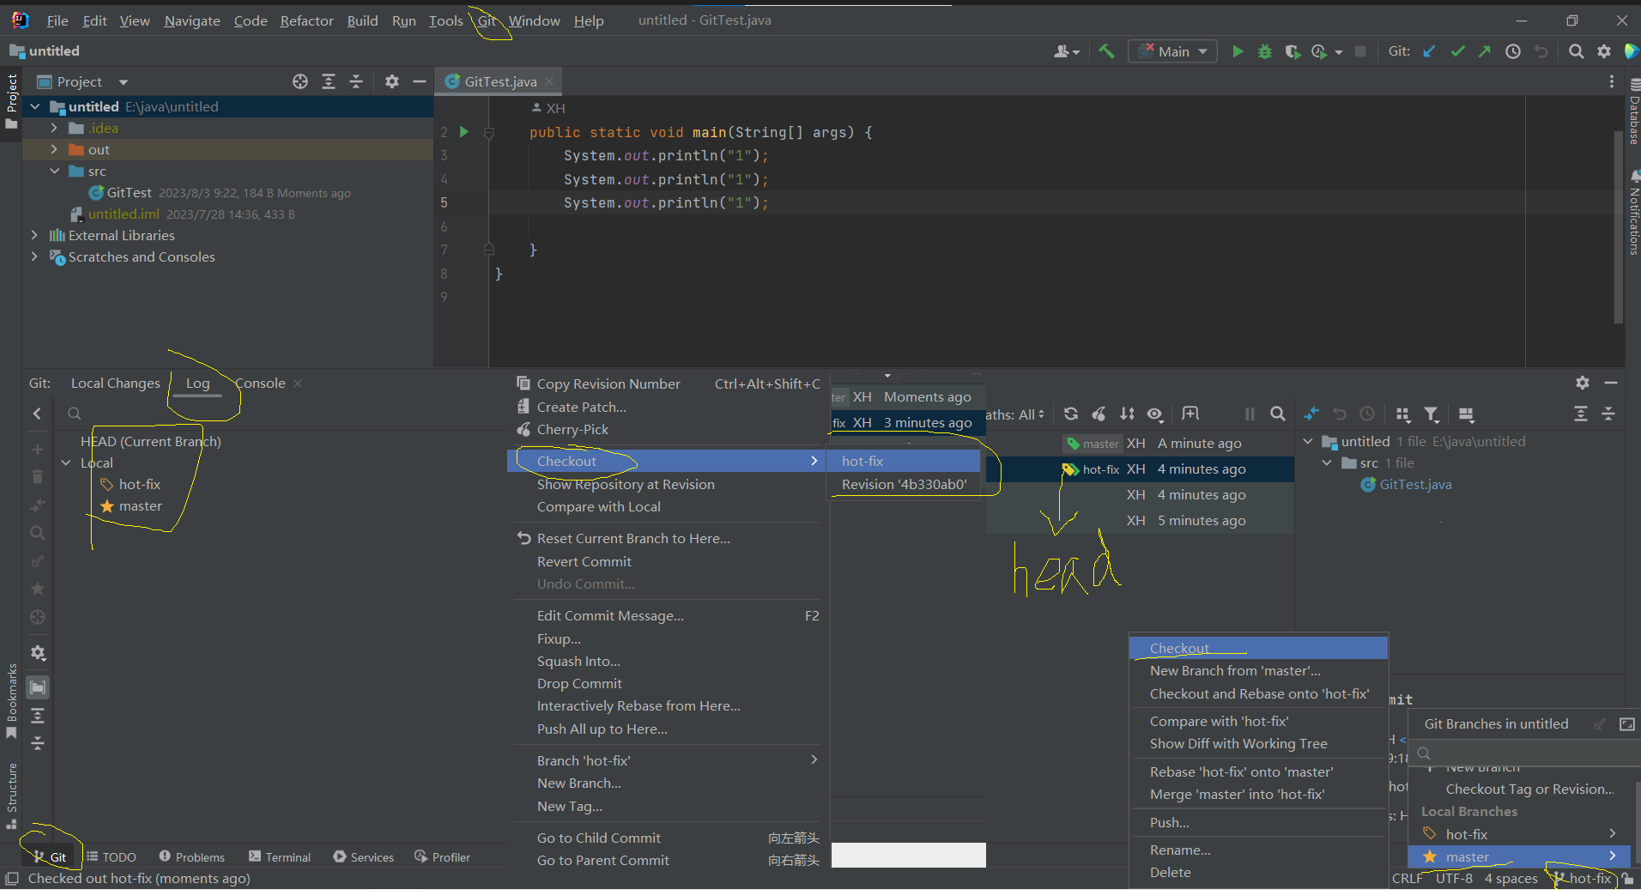 File Edit View Navigate Code Refactor Build Run Tools Git Window Help untitled - GitTest.java
untitled
Main
Git:
Project
Project
GitTest.java
untitled E:\java\untitled
.idea
out
src
GitTest 2023/8/3 9:22, 184 B Moments ago
untitled.iml 2023/7/28 14:36, 433 B
External Libraries
Scratches and Consoles
XH
2 public static void main(String[] args) {
3 System.out.println("1");
4 System.out.println("1");
5 System.out.println("1");
6
7 }
8 }
9
Database
Notifications
Git: Local Changes Log Console
HEAD (Current Branch)
Local
hot-fix
master
Copy Revision Number Ctrl+Alt+Shift+C
Create Patch...
Cherry-Pick
Checkout
Show Repository at Revision
Compare with Local
Reset Current Branch to Here...
Revert Commit
Undo Commit...
Edit Commit Message... F2
Fixup...
Squash Into...
Drop Commit
Interactively Rebase from Here...
Push All up to Here...
Branch 'hot-fix'
New Branch...
New Tag...
Go to Child Commit 向左箭头
Go to Parent Commit 向右箭头
ter XH Moments ago
fix XH 3 minutes ago
hot-fix
Revision '4b330ab0'
aths: All
master XH A minute ago
hot-fix XH 4 minutes ago
XH 4 minutes ago
XH 5 minutes ago
head
untitled 1 file E:\java\untitled
src 1 file
GitTest.java
Checkout
New Branch from 'master'...
Checkout and Rebase onto 'hot-fix'
Compare with 'hot-fix'
Show Diff with Working Tree
Rebase 'hot-fix' onto 'master'
Merge 'master' into 'hot-fix'
Push...
Rename...
Delete
mit
H <
9:18
hot
s: H
Git Branches in untitled
New Branch
Checkout Tag or Revision...
Local Branches
hot-fix
master
Bookmarks
Structure
Git TODO Problems Terminal Services Profiler
Checked out hot-fix (moments ago)
CRLF UTF-8 4 spaces hot-fix